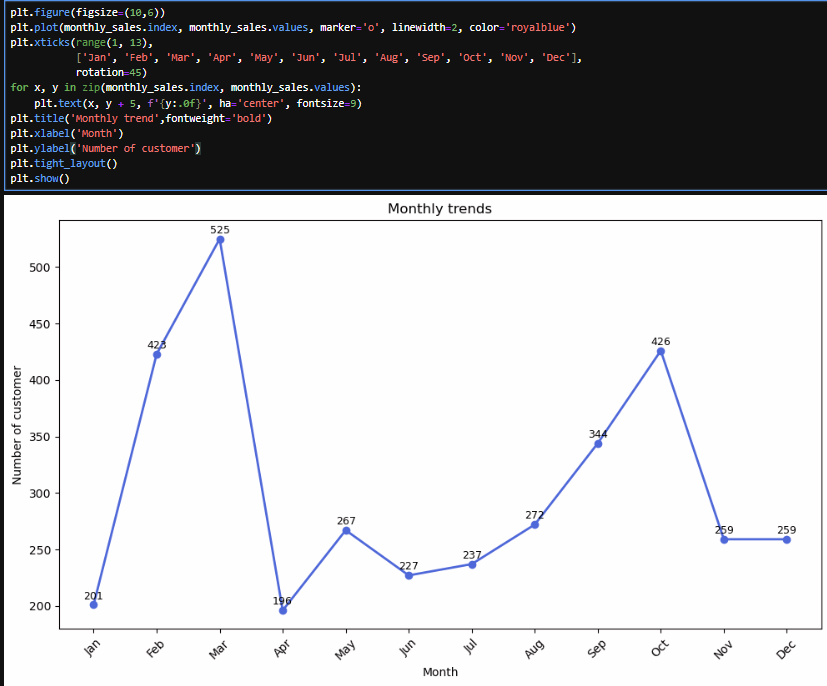 plt.figure(figsize=(10,6))
plt.plot(monthly_sales.index, monthly_sales.values, marker='o', linewidth=2, color='royalblue')
plt.xticks(range(1, 13),
['Jan', 'Feb', 'Mar', 'Apr', 'May', 'Jun', 'Jul', 'Aug', 'Sep', 'Oct', 'Nov', 'Dec'],
rotation=45)
for x, y in zip(monthly_sales.index, monthly_sales.values):
plt.text(x, y + 5, f'{y:.0f}', ha='center', fontsize=9)
plt.title('Monthly trend',fontweight='bold')
plt.xlabel('Month')
plt.ylabel('Number of customer')
plt.tight_layout()
plt.show()
Monthly trends
525
500
450
426
423
400
350
344
300
272
267
259
259
250
237
227
201
200
196
Number of customer
Jan Feb Mar Apr May Jun Jul Aug Sep Oct Nov Dec
Month